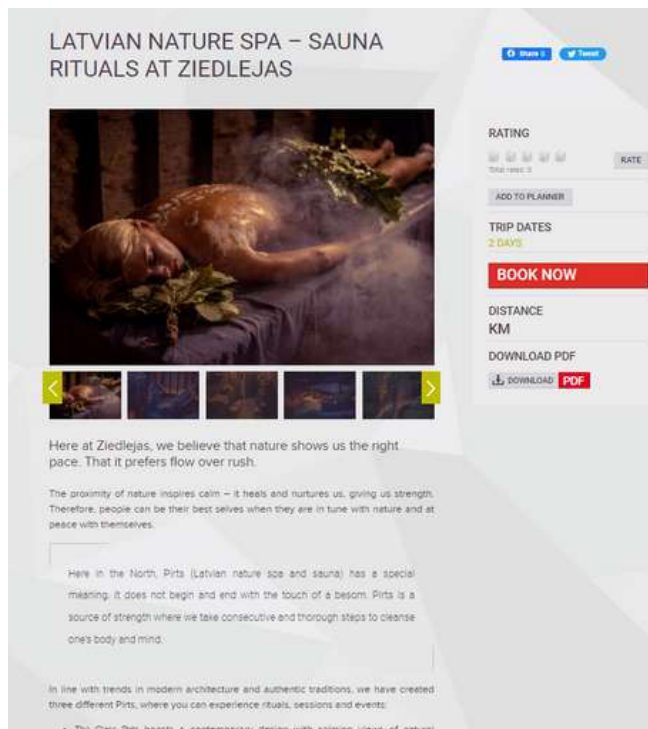 LATVIAN NATURE SPA – SAUNA
RITUALS AT ZIEDLEJAS
Share 0
Tweet
RATING
RATE
Total rates: 0
ADD TO PLANNER
TRIP DATES
2 DAYS
BOOK NOW
DISTANCE
KM
DOWNLOAD PDF
DOWNLOAD PDF
Here at Ziedlejas, we believe that nature shows us the right
pace. That it prefers flow over rush.
The proximity of nature inspires calm – it heals and nurtures us, giving us strength.
Therefore, people can be their best selves when they are in tune with nature and at
peace with themselves.
Here in the North, Pirts (Latvian nature spa and sauna) has a special
meaning. It does not begin and end with the touch of a besom. Pirts is a
source of strength where we take consecutive and thorough steps to cleanse
one's body and mind.
In line with trends in modern architecture and authentic traditions, we have created
three different Pirts, where you can experience rituals, sessions and events: